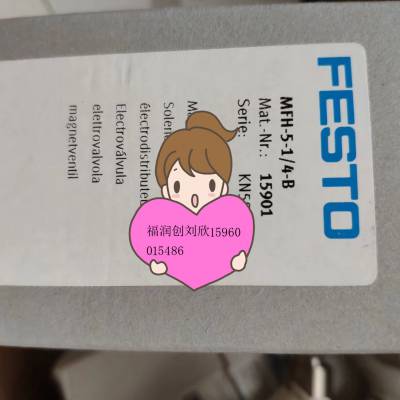 FESTO
MFH-5-1/4-B
Mat.-Nr.: 15901
Serie:
Electroválvula
elettrovalvola
magnetventil
福润创刘欣15960
015486